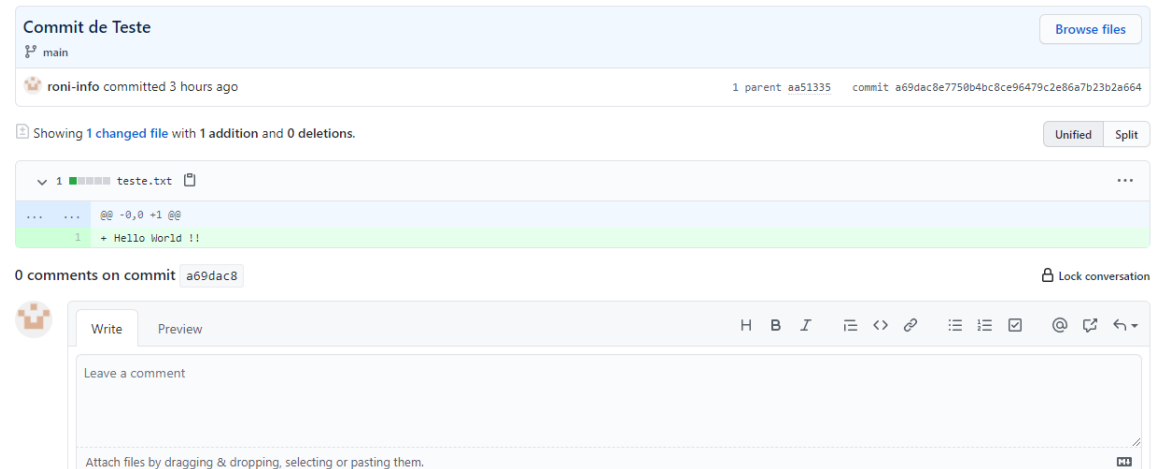 Commit de Teste
Browse files
main
roni-info committed 3 hours ago
1 parent aa51335 commit a69dac8e7750b4bc8ce96479c2e86a7b23b2a664
Showing 1 changed file with 1 addition and 0 deletions.
Unified Split
1 teste.txt
... ... @@ -0,0 +1 @@
1 + Hello World !!
0 comments on commit a69dac8
Lock conversation
Write Preview
Leave a comment
Attach files by dragging & dropping, selecting or pasting them.